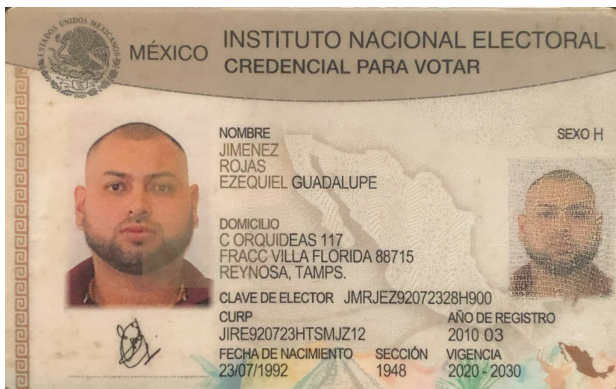 ESTADOS UNIDOS MEXICANOS
MÉXICO INSTITUTO NACIONAL ELECTORAL
CREDENCIAL PARA VOTAR
NOMBRE SEXO H
JIMENEZ
ROJAS
EZEQUIEL GUADALUPE
DOMICILIO
C ORQUIDEAS 117
FRACC VILLA FLORIDA 88715
REYNOSA, TAMPS.
CLAVE DE ELECTOR JMRJEZ92072328H900
CURP AÑO DE REGISTRO
JIRE920723HTSMJZ12 2010 03
FECHA DE NACIMIENTO SECCIÓN VIGENCIA
23/07/1992 1948 2020 - 2030